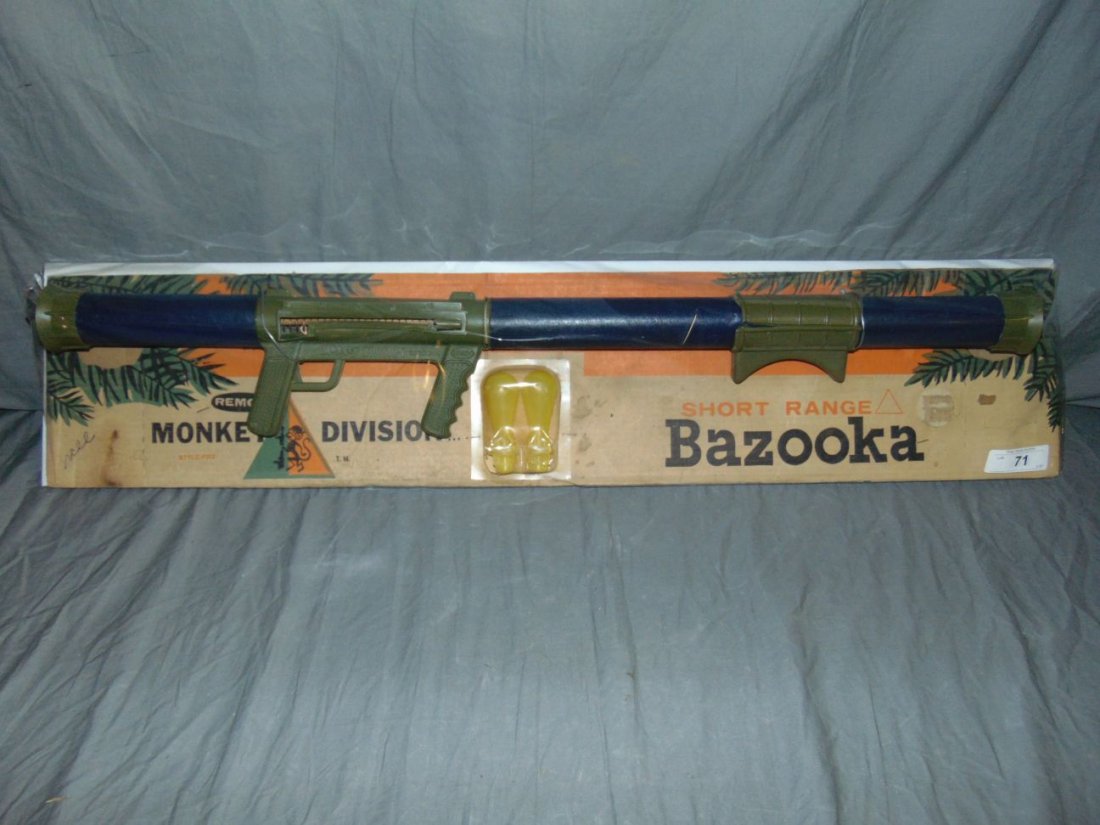 REMCO
MONKEY DIVISION...
T.M.
SHORT RANGE
Bazooka
71